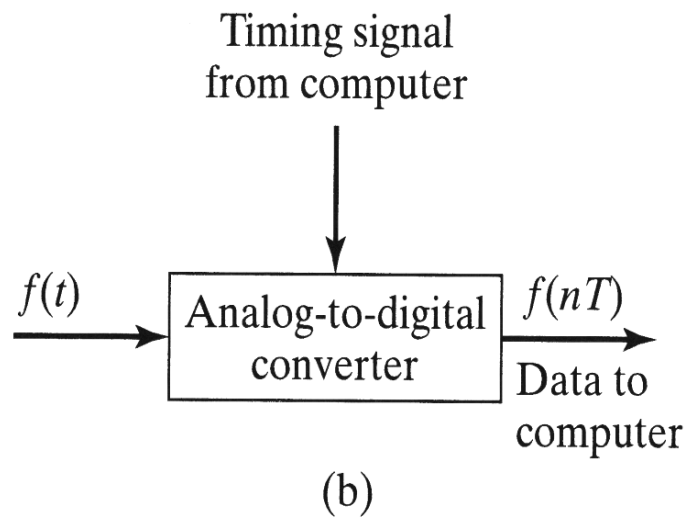 Timing signal
from computer
f(t)
Analog-to-digital
converter
f(nT)
Data to
computer
(b)